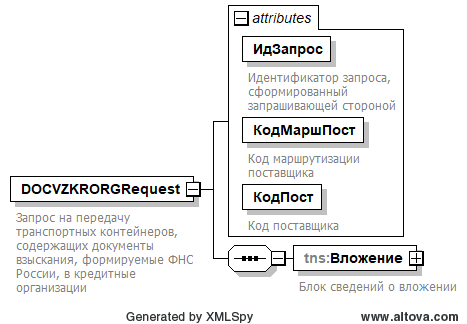 attributes
ИдЗапрос
Идентификатор запроса,
сформированный
запрашивающей стороной
КодМаршПост
Код маршрутизации
поставщика
КодПост
Код поставщика
DOCVZKRORGRequest
Запрос на передачу
транспортных контейнеров,
содержащих документы
взыскания, формируемые ФНС
России, в кредитные
организации
tns:Вложение
Блок сведений о вложении
Generated by XMLSpy
www.altova.com